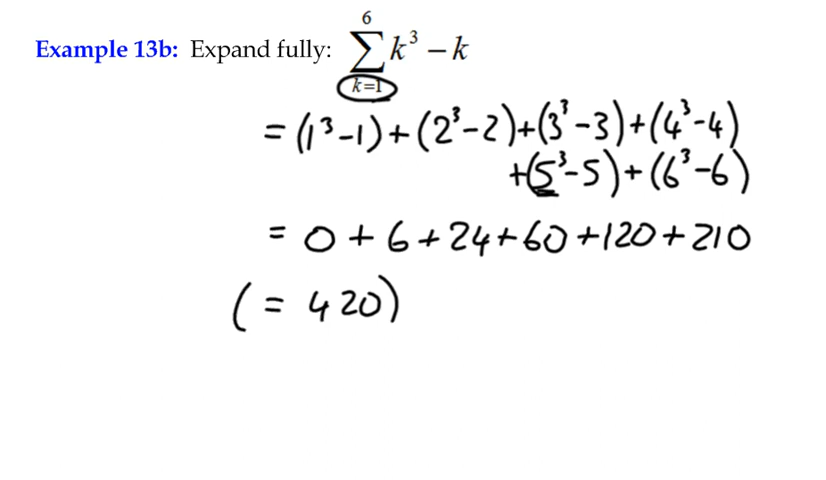 Example 13b: Expand fully: 6 ∑ k=1 k³ − k
= (1³−1)+(2³−2)+(3³−3)+(4³−4)
+(5³−5)+(6³−6)
= 0+6+24+60+120+210
(= 420)